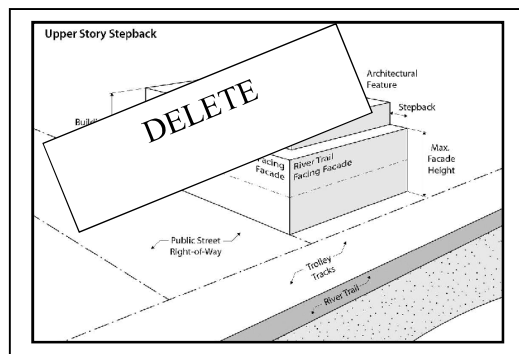 Upper Story Stepback
DELETE
Architectural
Feature
Stepback
Max.
Facade
Height
Facade
River Trail
Facing Facade
Public Street
Right-of-Way
Trolley
Tracks
River Trail